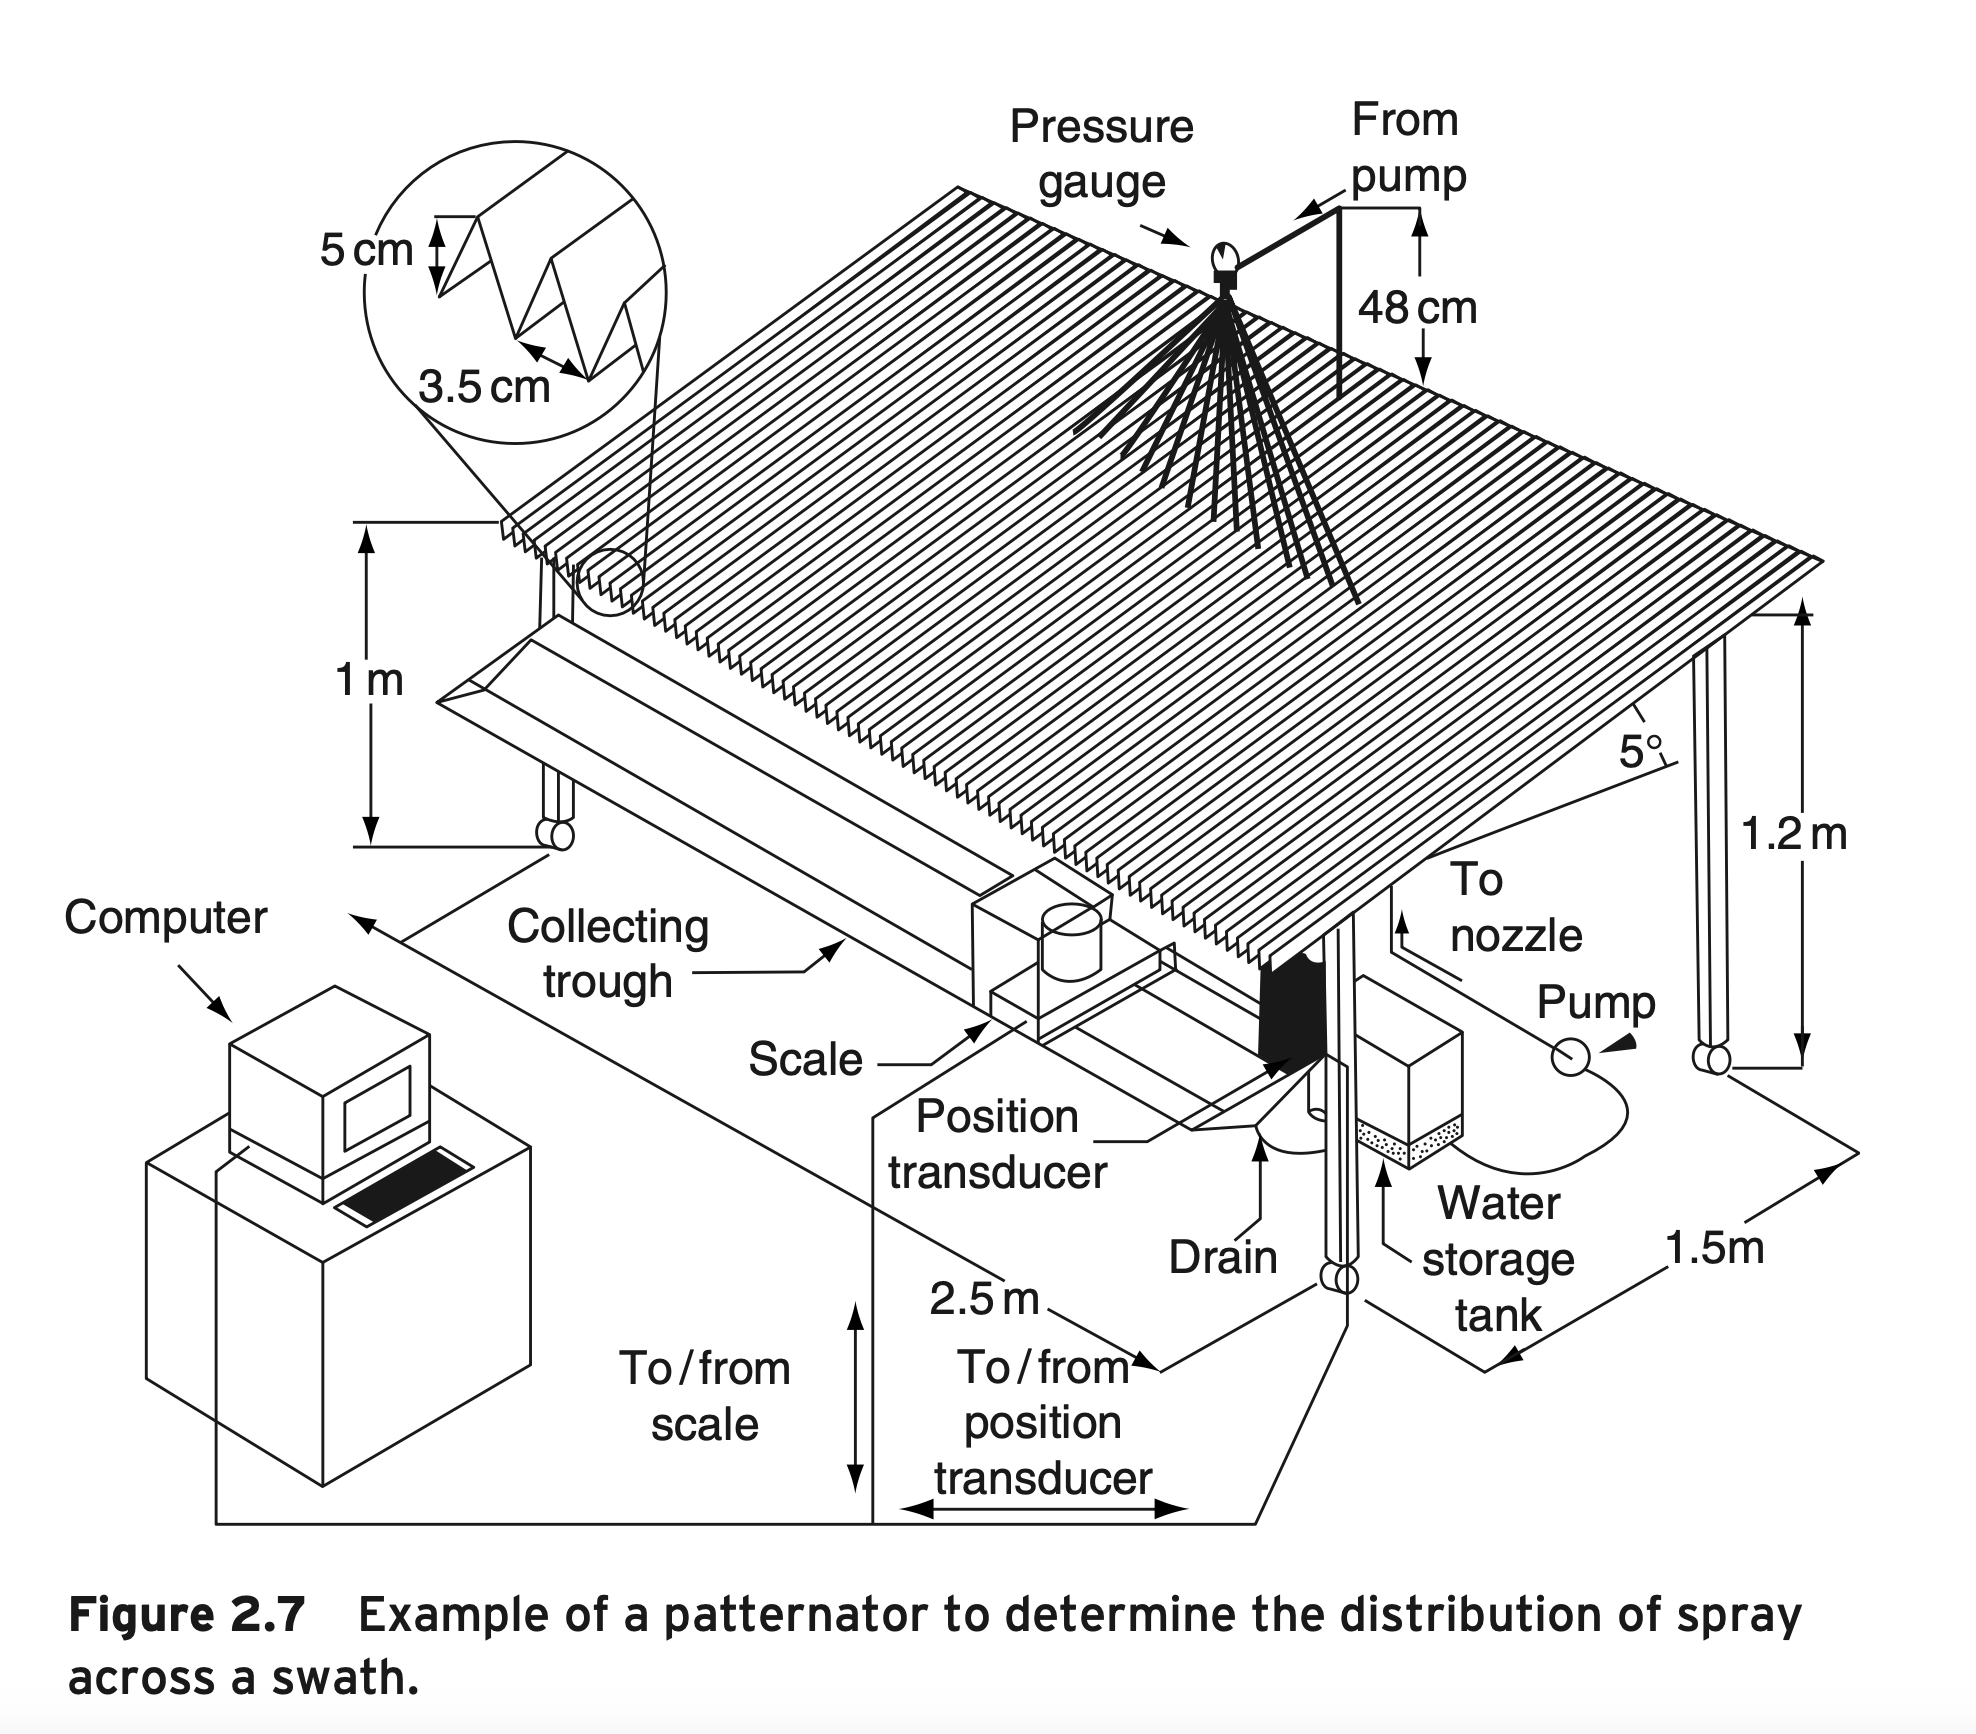 Pressure
gauge
From
pump
5 cm
48 cm
3.5 cm
1 m
5°
1.2 m
To
nozzle
Computer
Collecting
trough
Pump
Scale
Position
transducer
Drain
Water
storage
tank
1.5m
2.5 m
To/from
scale
To/from
position
transducer
Figure 2.7 Example of a patternator to determine the distribution of spray
across a swath.